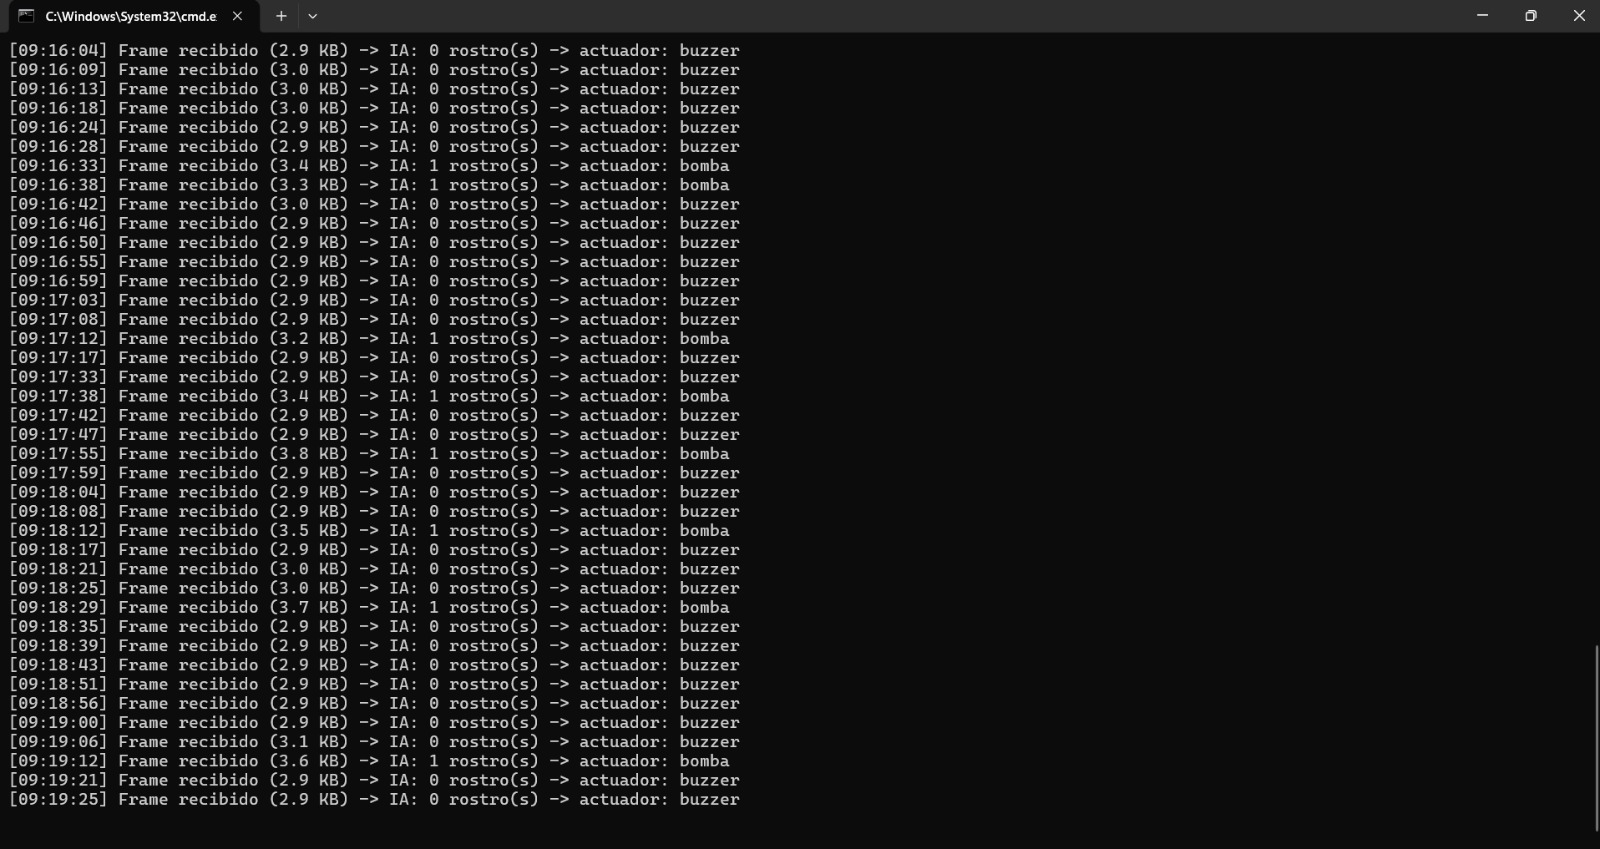 C:\Windows\System32\cmd.e
[09:16:04] Frame recibido (2.9 KB) -> IA: 0 rostro(s) -> actuador: buzzer
[09:16:09] Frame recibido (3.0 KB) -> IA: 0 rostro(s) -> actuador: buzzer
[09:16:13] Frame recibido (3.0 KB) -> IA: 0 rostro(s) -> actuador: buzzer
[09:16:18] Frame recibido (3.0 KB) -> IA: 0 rostro(s) -> actuador: buzzer
[09:16:24] Frame recibido (2.9 KB) -> IA: 0 rostro(s) -> actuador: buzzer
[09:16:28] Frame recibido (2.9 KB) -> IA: 0 rostro(s) -> actuador: buzzer
[09:16:33] Frame recibido (3.4 KB) -> IA: 1 rostro(s) -> actuador: bomba
[09:16:38] Frame recibido (3.3 KB) -> IA: 1 rostro(s) -> actuador: bomba
[09:16:42] Frame recibido (3.0 KB) -> IA: 0 rostro(s) -> actuador: buzzer
[09:16:46] Frame recibido (2.9 KB) -> IA: 0 rostro(s) -> actuador: buzzer
[09:16:50] Frame recibido (2.9 KB) -> IA: 0 rostro(s) -> actuador: buzzer
[09:16:55] Frame recibido (2.9 KB) -> IA: 0 rostro(s) -> actuador: buzzer
[09:16:59] Frame recibido (2.9 KB) -> IA: 0 rostro(s) -> actuador: buzzer
[09:17:03] Frame recibido (2.9 KB) -> IA: 0 rostro(s) -> actuador: buzzer
[09:17:08] Frame recibido (2.9 KB) -> IA: 0 rostro(s) -> actuador: buzzer
[09:17:12] Frame recibido (3.2 KB) -> IA: 1 rostro(s) -> actuador: bomba
[09:17:17] Frame recibido (2.9 KB) -> IA: 0 rostro(s) -> actuador: buzzer
[09:17:33] Frame recibido (2.9 KB) -> IA: 0 rostro(s) -> actuador: buzzer
[09:17:38] Frame recibido (3.4 KB) -> IA: 1 rostro(s) -> actuador: bomba
[09:17:42] Frame recibido (2.9 KB) -> IA: 0 rostro(s) -> actuador: buzzer
[09:17:47] Frame recibido (2.9 KB) -> IA: 0 rostro(s) -> actuador: buzzer
[09:17:55] Frame recibido (3.8 KB) -> IA: 1 rostro(s) -> actuador: bomba
[09:17:59] Frame recibido (2.9 KB) -> IA: 0 rostro(s) -> actuador: buzzer
[09:18:04] Frame recibido (2.9 KB) -> IA: 0 rostro(s) -> actuador: buzzer
[09:18:08] Frame recibido (2.9 KB) -> IA: 0 rostro(s) -> actuador: buzzer
[09:18:12] Frame recibido (3.5 KB) -> IA: 1 rostro(s) -> actuador: bomba
[09:18:17] Frame recibido (2.9 KB) -> IA: 0 rostro(s) -> actuador: buzzer
[09:18:21] Frame recibido (3.0 KB) -> IA: 0 rostro(s) -> actuador: buzzer
[09:18:25] Frame recibido (3.0 KB) -> IA: 0 rostro(s) -> actuador: buzzer
[09:18:29] Frame recibido (3.7 KB) -> IA: 1 rostro(s) -> actuador: bomba
[09:18:35] Frame recibido (2.9 KB) -> IA: 0 rostro(s) -> actuador: buzzer
[09:18:39] Frame recibido (2.9 KB) -> IA: 0 rostro(s) -> actuador: buzzer
[09:18:43] Frame recibido (2.9 KB) -> IA: 0 rostro(s) -> actuador: buzzer
[09:18:51] Frame recibido (2.9 KB) -> IA: 0 rostro(s) -> actuador: buzzer
[09:18:56] Frame recibido (2.9 KB) -> IA: 0 rostro(s) -> actuador: buzzer
[09:19:00] Frame recibido (2.9 KB) -> IA: 0 rostro(s) -> actuador: buzzer
[09:19:06] Frame recibido (3.1 KB) -> IA: 0 rostro(s) -> actuador: buzzer
[09:19:12] Frame recibido (3.6 KB) -> IA: 1 rostro(s) -> actuador: bomba
[09:19:21] Frame recibido (2.9 KB) -> IA: 0 rostro(s) -> actuador: buzzer
[09:19:25] Frame recibido (2.9 KB) -> IA: 0 rostro(s) -> actuador: buzzer